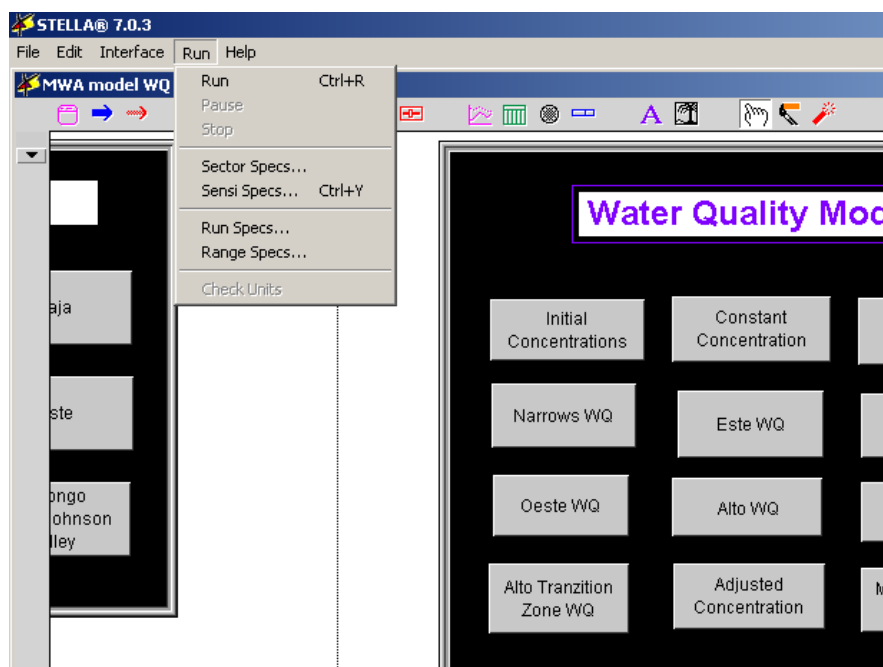 STELLA® 7.0.3
File Edit Interface Run Help
MWA model WQ
Run Ctrl+R
Pause
Stop
Sector Specs...
Sensi Specs... Ctrl+Y
Run Specs...
Range Specs...
Check Units
A
aja
ste
ongo
ohnson
lley
Water Quality Mod
Initial
Concentrations
Constant
Concentration
Narrows WQ
Este WQ
Oeste WQ
Alto WQ
Alto Tranzition
Zone WQ
Adjusted
Concentration